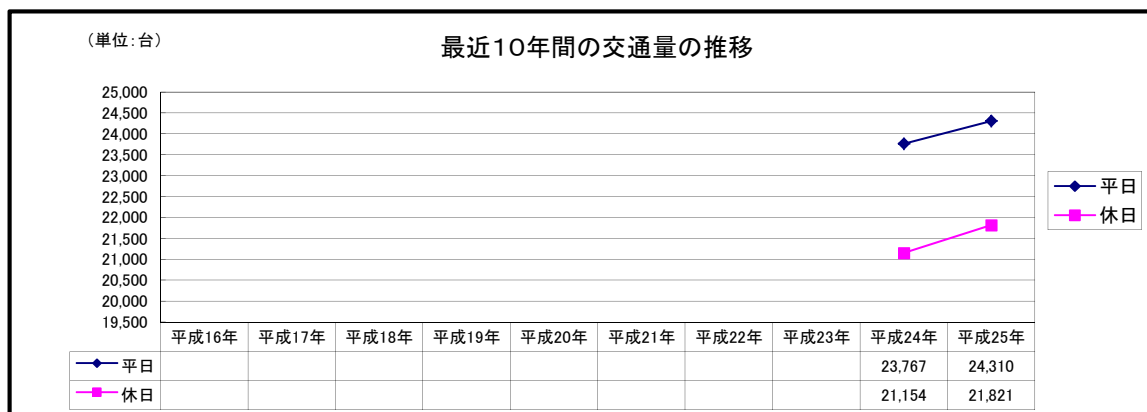 (単位:台)
最近10年間の交通量の推移
25,000
24,500
24,000
23,500
23,000
22,500
22,000
21,500
21,000
20,500
20,000
19,500
平日
休日
平成16年 平成17年 平成18年 平成19年 平成20年 平成21年 平成22年 平成23年 平成24年 平成25年
平日 23,767 24,310
休日 21,154 21,821